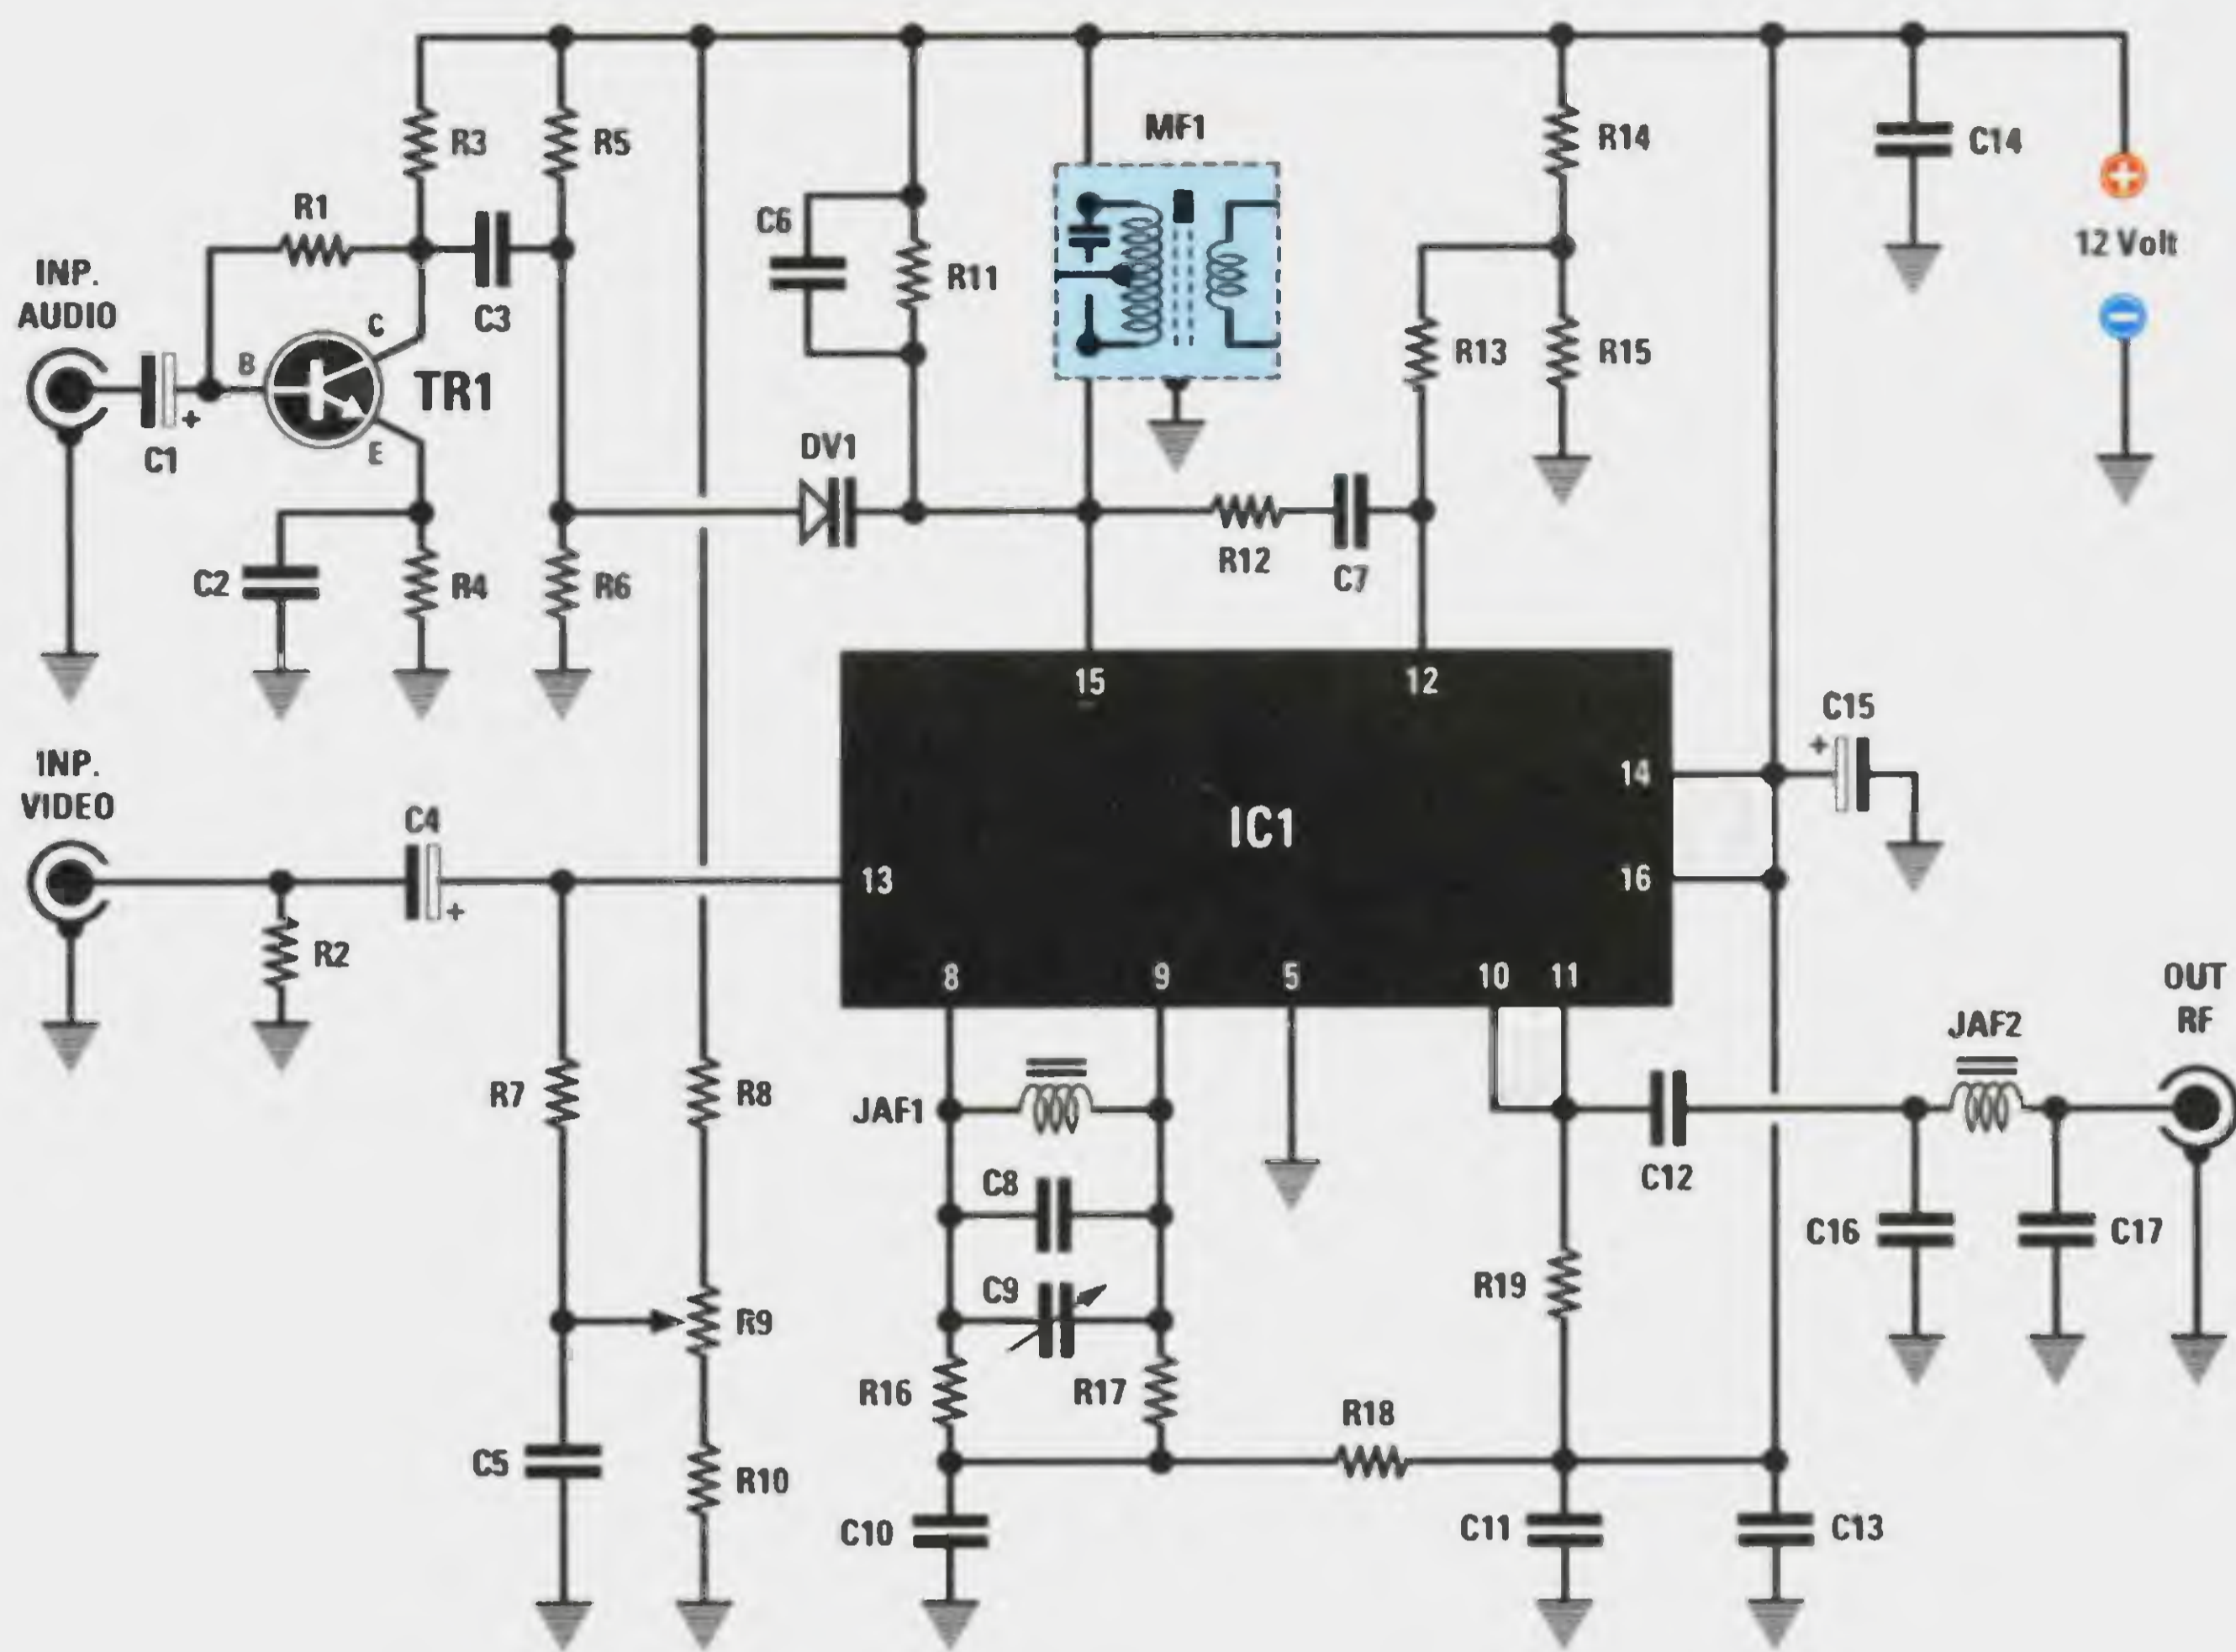 R3
R5
MF1
R14
C14
R1
C6
R11
12 Volt
INP.
AUDIO
C3
C
B
TR1
R13
R15
C1
+
E
DV1
C2
R4
R6
R12
C7
15
12
C15
+
INP.
VIDEO
14
C4
IC1
+
13
16
R2
8
9
5
10
11
OUT
RF
JAF2
R7
R8
JAF1
C12
C8
C16
C17
C9
R19
R9
R16
R17
R18
C5
R10
C10
C11
C13